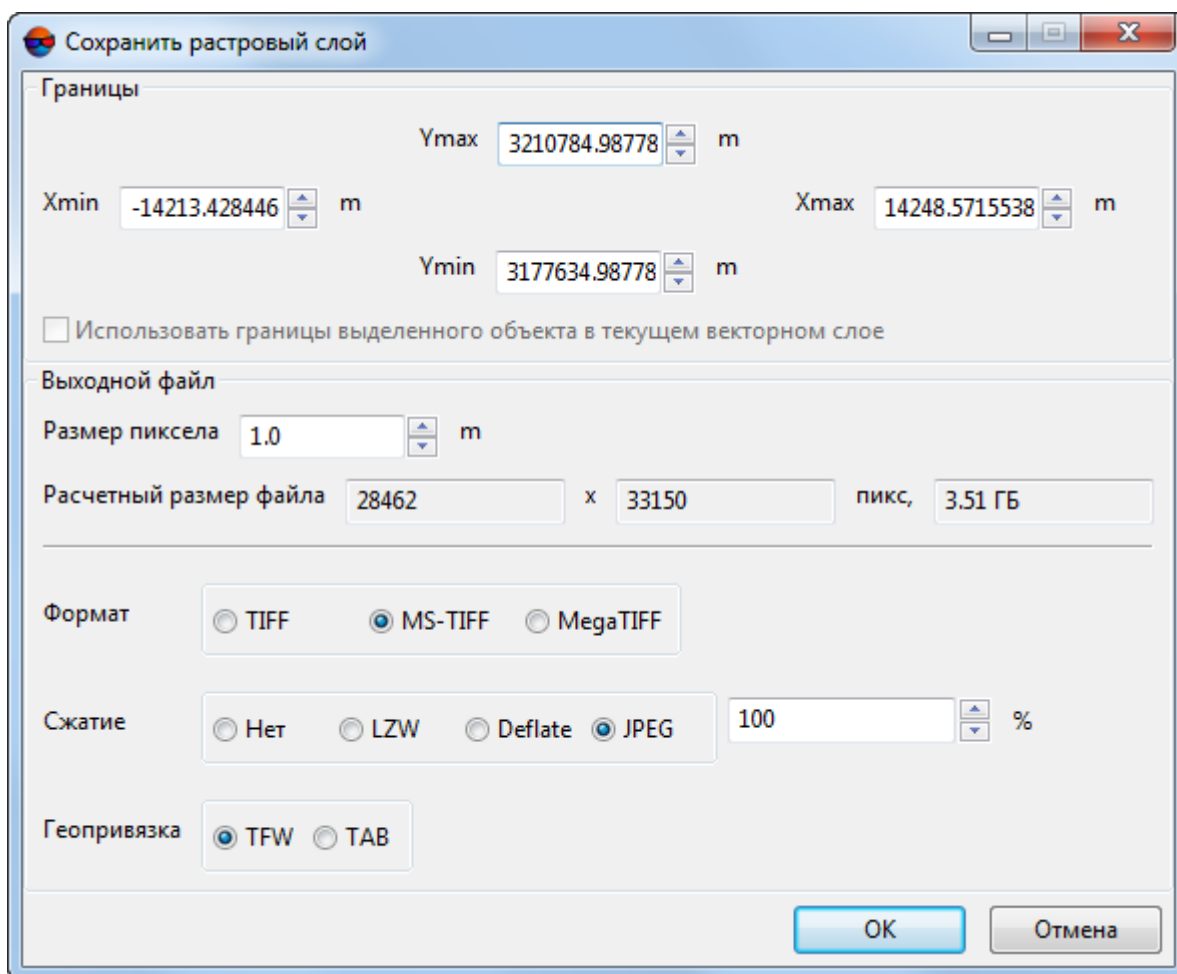 Сохранить растровый слой
Границы
Ymax 3210784.98778 m
Xmin -14213.428446 m Xmax 14248.5715538 m
Ymin 3177634.98778 m
Использовать границы выделенного объекта в текущем векторном слое
Выходной файл
Размер пиксела 1.0 m
Расчетный размер файла 28462 x 33150 пикс, 3.51 ГБ
Формат TIFF MS-TIFF MegaTIFF
Сжатие Нет LZW Deflate JPEG 100 %
Геопривязка TFW TAB
OK Отмена